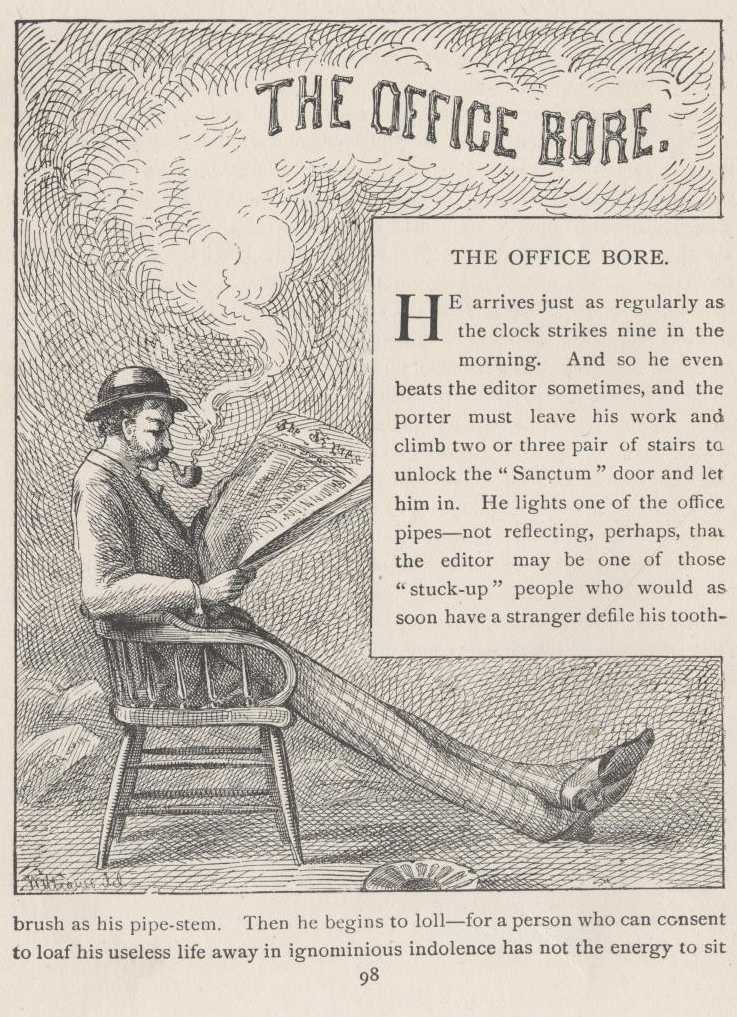 THE OFFICE BORE.
THE OFFICE BORE.
HE arrives just as regularly as
the clock strikes nine in the
morning. And so he even
beats the editor sometimes, and the
porter must leave his work and
climb two or three pair of stairs to
unlock the “Sanctum” door and let
him in. He lights one of the office
pipes—not reflecting, perhaps, that
the editor may be one of those
“stuck-up” people who would as
soon have a stranger defile his tooth-
brush as his pipe-stem. Then he begins to loll—for a person who can consent
to loaf his useless life away in ignominious indolence has not the energy to sit
98